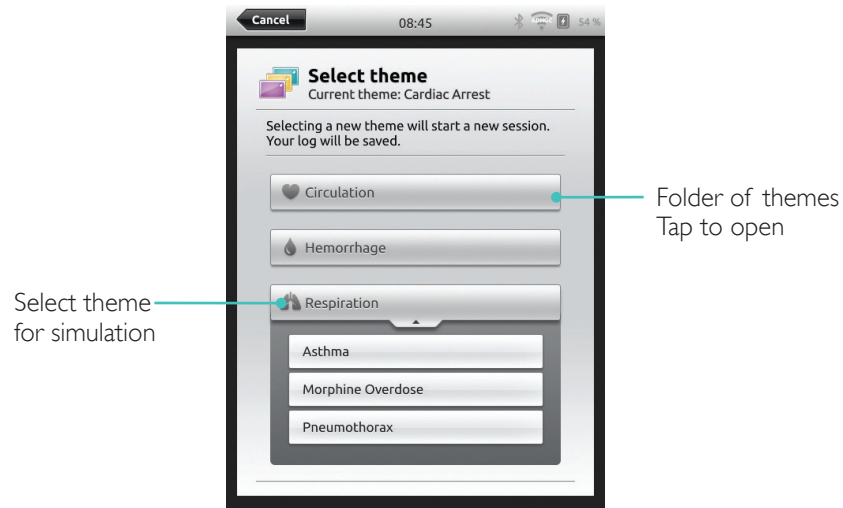 Cancel
08:45
54 %
Select theme
Current theme: Cardiac Arrest
Selecting a new theme will start a new session.
Your log will be saved.
Circulation
Folder of themes
Tap to open
Hemorrhage
Select theme
for simulation
Respiration
Asthma
Morphine Overdose
Pneumothorax